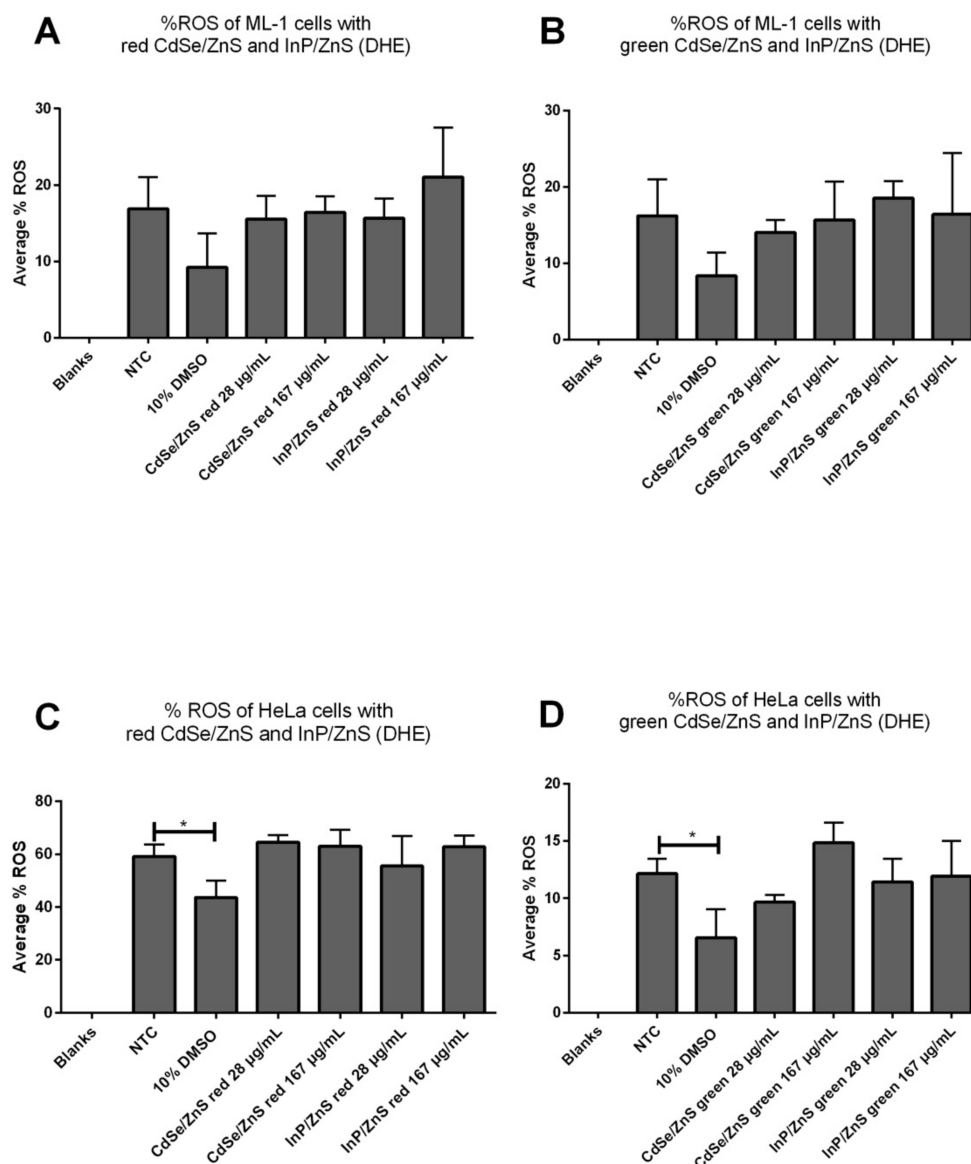 A
%ROS of ML-1 cells with
red CdSe/ZnS and InP/ZnS (DHE)
Average % ROS
30
20
10
0
Blanks
NTC
10% DMSO
CdSe/ZnS red 28 µg/mL
CdSe/ZnS red 167 µg/mL
InP/ZnS red 28 µg/mL
InP/ZnS red 167 µg/mL
B
%ROS of ML-1 cells with
green CdSe/ZnS and InP/ZnS (DHE)
Average % ROS
30
20
10
0
Blanks
NTC
10% DMSO
CdSe/ZnS green 28 µg/mL
CdSe/ZnS green 167 µg/mL
InP/ZnS green 28 µg/mL
InP/ZnS green 167 µg/mL
C
% ROS of HeLa cells with
red CdSe/ZnS and InP/ZnS (DHE)
Average % ROS
80
60
40
20
0
*
Blanks
NTC
10% DMSO
CdSe/ZnS red 28 µg/mL
CdSe/ZnS red 167 µg/mL
InP/ZnS red 28 µg/mL
InP/ZnS red 167 µg/mL
D
%ROS of HeLa cells with
green CdSe/ZnS and InP/ZnS (DHE)
Average % ROS
20
15
10
5
0
*
Blanks
NTC
10% DMSO
CdSe/ZnS green 28 µg/mL
CdSe/ZnS green 167 µg/mL
InP/ZnS green 28 µg/mL
InP/ZnS green 167 µg/mL